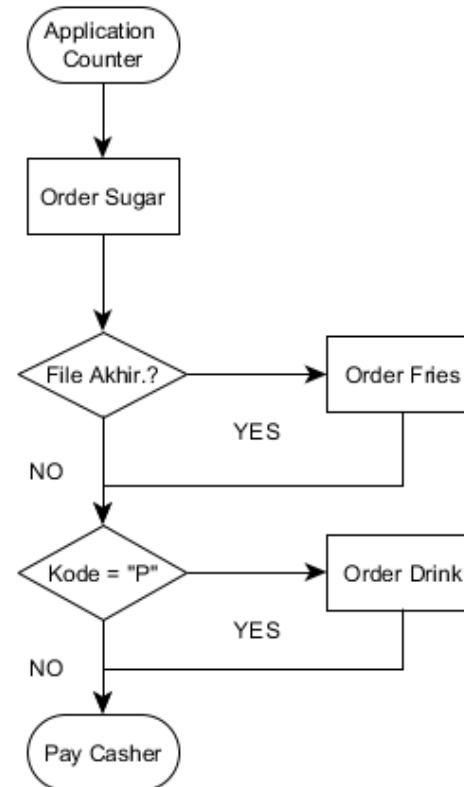 Application
Counter
Order Sugar
File Akhir.?
Order Fries
YES
NO
Kode = "P"
Order Drink
YES
NO
Pay Casher